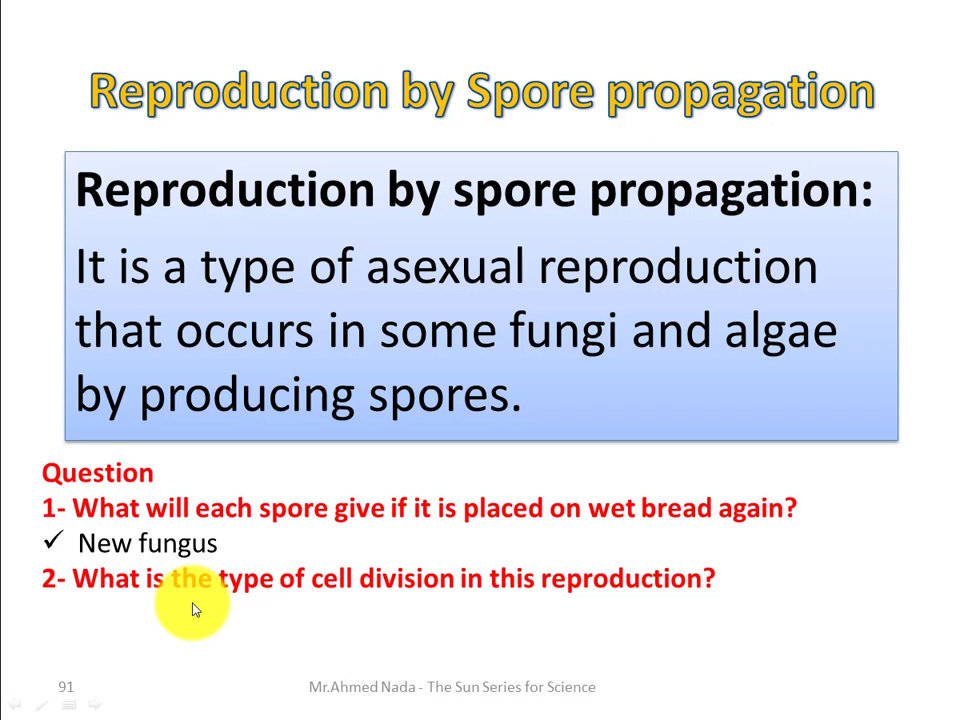 Reproduction by Spore propagation
Reproduction by spore propagation:
It is a type of asexual reproduction
that occurs in some fungi and algae
by producing spores.
Question
1- What will each spore give if it is placed on wet bread again?
✓ New fungus
2- What is the type of cell division in this reproduction?
91
Mr.Ahmed Nada - The Sun Series for Science